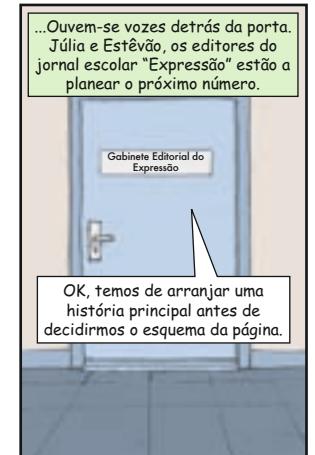 ...Ouvem-se vozes detrás da porta.
Júlia e Estêvão, os editores do
jornal escolar “Expressão” estão a
planear o próximo número.
Gabinete Editorial do
Expressão
OK, temos de arranjar uma
história principal antes de
decidirmos o esquema da página.